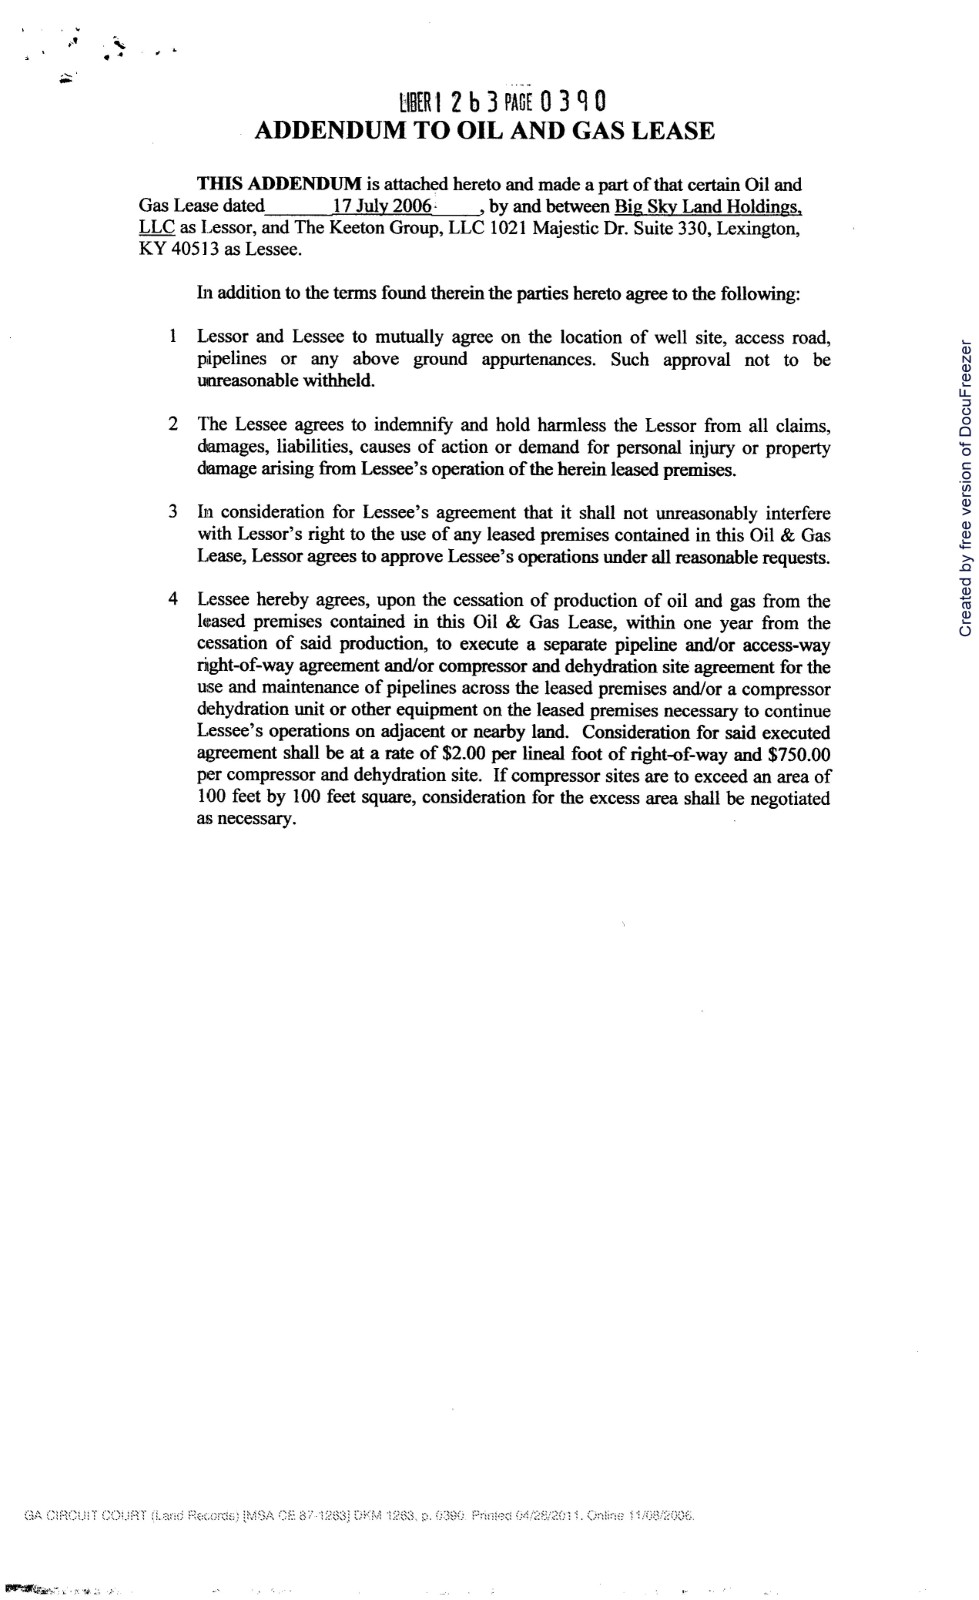 LIBER 1 2 6 3 PAGE 0 3 9 0
ADDENDUM TO OIL AND GAS LEASE
THIS ADDENDUM is attached hereto and made a part of that certain Oil and
Gas Lease dated 17 July 2006 , by and between Big Sky Land Holdings,
LLC as Lessor, and The Keeton Group, LLC 1021 Majestic Dr. Suite 330, Lexington,
KY 40513 as Lessee.
In addition to the terms found therein the parties hereto agree to the following:
1 Lessor and Lessee to mutually agree on the location of well site, access road,
pipelines or any above ground appurtenances. Such approval not to be
unreasonable withheld.
2 The Lessee agrees to indemnify and hold harmless the Lessor from all claims,
damages, liabilities, causes of action or demand for personal injury or property
damage arising from Lessee's operation of the herein leased premises.
3 In consideration for Lessee's agreement that it shall not unreasonably interfere
with Lessor's right to the use of any leased premises contained in this Oil & Gas
Lease, Lessor agrees to approve Lessee's operations under all reasonable requests.
4 Lessee hereby agrees, upon the cessation of production of oil and gas from the
leased premises contained in this Oil & Gas Lease, within one year from the
cessation of said production, to execute a separate pipeline and/or access-way
right-of-way agreement and/or compressor and dehydration site agreement for the
use and maintenance of pipelines across the leased premises and/or a compressor
dehydration unit or other equipment on the leased premises necessary to continue
Lessee's operations on adjacent or nearby land. Consideration for said executed
agreement shall be at a rate of $2.00 per lineal foot of right-of-way and $750.00
per compressor and dehydration site. If compressor sites are to exceed an area of
100 feet by 100 feet square, consideration for the excess area shall be negotiated
as necessary.
Created by free version of DocuFreezer
GA CIRCUIT COURT (Land Records) [MSA CE 87-1263] DKM 1263, p. 0390. Printed 04/28/2011. Online 11/08/2006.